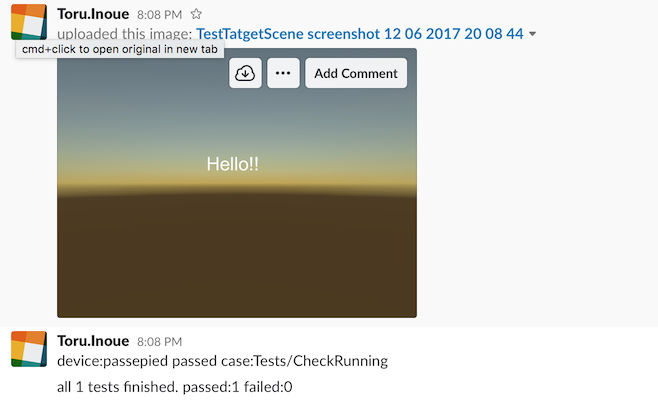 Toru.Inoue 8:08 PM
uploaded this image: TestTatgetScene screenshot 12 06 2017 20 08 44
cmd+click to open original in new tab
••• Add Comment
Hello!!
Toru.Inoue 8:08 PM
device:passepied passed case:Tests/CheckRunning
all 1 tests finished. passed:1 failed:0